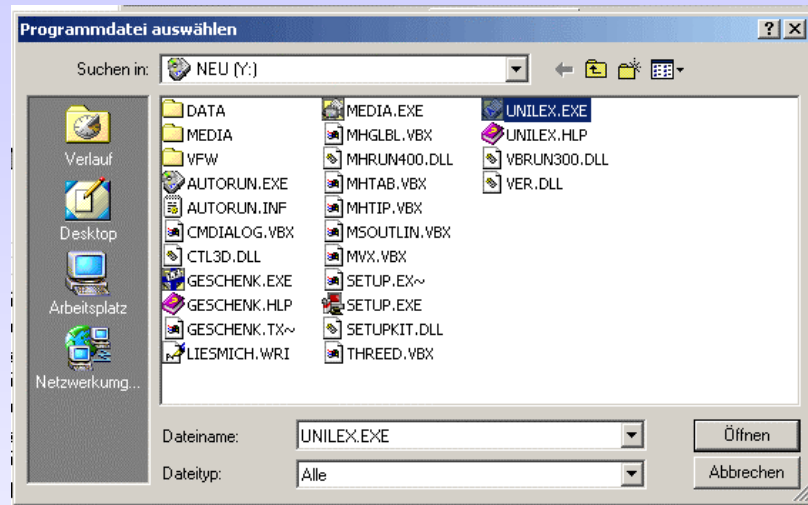 Programmdatei auswählen
Suchen in:
NEU (Y:)
Verlauf
Desktop
Arbeitsplatz
Netzwerkumg...
DATA
MEDIA
VFW
AUTORUN.EXE
AUTORUN.INF
CMDIALOG.VBX
CTL3D.DLL
GESCHENK.EXE
GESCHENK.HLP
GESCHENK.TX~
LIESMICH.WRI
MEDIA.EXE
MHGLBL.VBX
MHRUN400.DLL
MHTAB.VBX
MHTIP.VBX
MSOUTLIN.VBX
MVX.VBX
SETUP.EX~
SETUP.EXE
SETUPKIT.DLL
THREED.VBX
UNILEX.EXE
UNILEX.HLP
VBRUN300.DLL
VER.DLL
Dateiname:
UNILEX.EXE
Öffnen
Dateityp:
Alle
Abbrechen